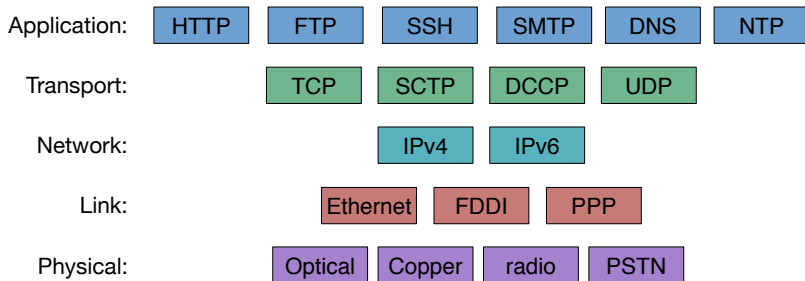 Application: HTTP FTP SSH SMTP DNS NTP
Transport: TCP SCTP DCCP UDP
Network: IPv4 IPv6
Link: Ethernet FDDI PPP
Physical: Optical Copper radio PSTN